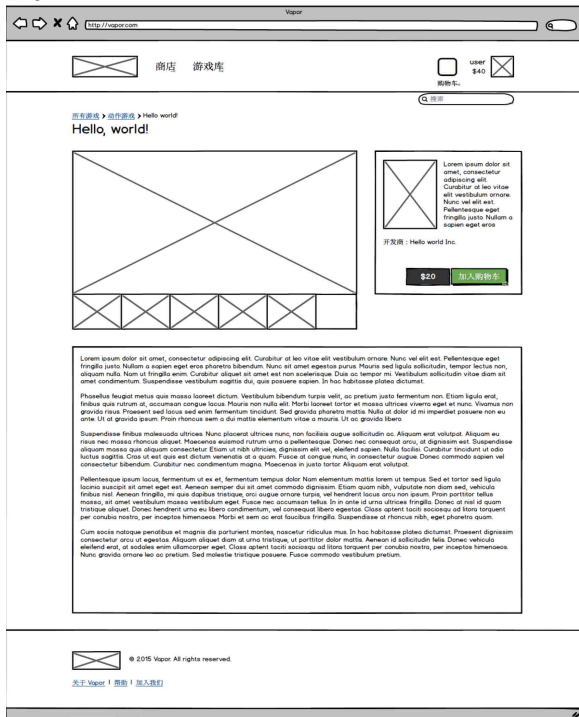 Vapor
http://vapor.com
商店 游戏库
user
$40
购物车。
搜索
所有游戏 > 动作游戏 > Hello world!
Hello, world!
Lorem ipsum dolor sit
amet, consectetur
adipiscing elit.
Curabitur at leo vitae
elit vestibulum ornare.
Nunc vel elit est.
Pellentesque eget
fringilla justo. Nullam a
sapien eget eros
开发商：Hello world Inc.
$20 加入购物车
Lorem ipsum dolor sit amet, consectetur adipiscing elit. Curabitur at leo vitae elit vestibulum ornare. Nunc vel elit est. Pellentesque eget
fringilla justo. Nullam a sapien eget eros pharetra bibendum. Nunc sit amet egestas purus. Mauris sed ligula sollicitudin, tempor lectus non,
aliquam nulla. Nam ut fringilla enim. Curabitur aliquet sit amet est non scelerisque. Duis ac tempor mi. Vestibulum sollicitudin vitae diam sit
amet condimentum. Suspendisse vestibulum sagittis dui, quis posuere sapien. In hac habitasse platea dictumst.
Phasellus feugiat metus quis massa laoreet dictum. Vestibulum bibendum turpis velit, ac pretium justo fermentum non. Etiam ligula erat,
finibus quis rutrum at, accumsan congue lacus. Mauris non nulla elit. Morbi laoreet tortor et massa ultrices viverra eget et nunc. Vivamus non
gravida risus. Praesent sed lacus sed enim fermentum tincidunt. Sed gravida pharetra mattis. Nulla at dolor id mi imperdiet posuere non eu
ante. Ut at gravida ipsum. Proin rhoncus sem a dui mattis elementum vitae a mauris. Ut ac gravida libero.
Suspendisse finibus malesuada ultrices. Nunc placerat ultrices nunc, non facilisis augue sollicitudin ac. Aliquam erat volutpat. Aliquam eu
risus nec massa rhoncus aliquet. Maecenas euismod rutrum urna a pellentesque. Donec nec consequat arcu, at dignissim est. Suspendisse
aliquam massa quis aliquam consectetur. Etiam ut nibh ultricies, dignissim elit vel, eleifend sapien. Nulla facilisi. Curabitur tincidunt ut odio
luctus sagittis. Cras ut est quis est dictum venenatis at a quam. Fusce at congue nunc, in consectetur augue. Donec commodo sapien vel
consectetur bibendum. Curabitur nec condimentum magna. Maecenas in justo tortor. Aliquam erat volutpat.
Pellentesque ipsum lacus, fermentum ut ex et, fermentum tempus dolor. Nam elementum mattis lorem ut tempus. Sed et tortor sed ligula
lacinia suscipit sit amet eget est. Aenean semper dui sit amet commodo dignissim. Etiam quam nibh, vulputate non diam sed, vehicula
finibus nisl. Aenean fringilla, mi quis dapibus tristique, orci augue ornare turpis, vel hendrerit lacus arcu non ipsum. Proin porttitor tellus
massa, sit amet vestibulum massa vestibulum eget. Fusce nec accumsan tellus. In in ante id urna ultrices fringilla. Donec at nisl id quam
tristique aliquet. Donec hendrerit urna eu libero condimentum, vel consequat libero egestas. Class aptent taciti sociosqu ad litora torquent
per conubia nostra, per inceptos himenaeos. Morbi et sem ac erat faucibus fringilla. Suspendisse at rhoncus nibh, eget pharetra quam.
Cum sociis natoque penatibus et magnis dis parturient montes, nascetur ridiculus mus. In hac habitasse platea dictumst. Praesent dignissim
consectetur arcu ut egestas. Aliquam aliquet diam at urna tristique, ut porttitor dolor mattis. Aenean id sollicitudin felis. Donec vehicula
eleifend erat, at sodales enim ullamcorper eget. Class aptent taciti sociosqu ad litora torquent per conubia nostra, per inceptos himenaeos.
Nunc gravida ornare leo ac pretium. Sed molestie tristique posuere. Fusce commodo vestibulum pretium.
© 2015 Vapor. All rights reserved.
关于 Vapor | 帮助 | 加入我们